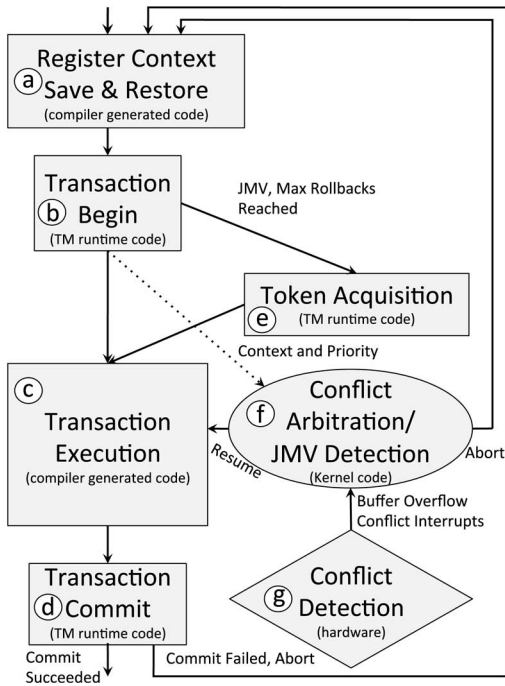 a
Register Context
Save & Restore
(compiler generated code)
b
Transaction
Begin
(TM runtime code)
JMV, Max Rollbacks
Reached
e
Token Acquisition
(TM runtime code)
Context and Priority
c
Transaction
Execution
(compiler generated code)
f
Conflict
Arbitration/
JMV Detection
(Kernel code)
Resume
Abort
Buffer Overflow
Conflict Interrupts
g
Conflict
Detection
(hardware)
d
Transaction
Commit
(TM runtime code)
Commit
Succeeded
Commit Failed, Abort